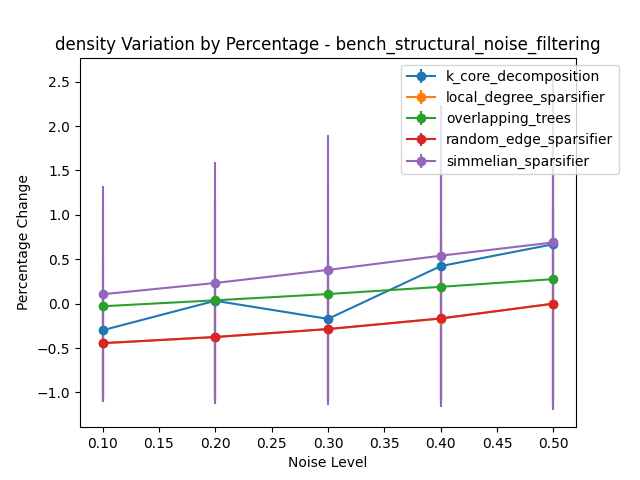 density Variation by Percentage - bench_structural_noise_filtering
k_core_decomposition
local_degree_sparsifier
overlapping_trees
random_edge_sparsifier
simmelian_sparsifier
Percentage Change
2.5
2.0
1.5
1.0
0.5
0.0
−0.5
−1.0
0.10 0.15 0.20 0.25 0.30 0.35 0.40 0.45 0.50
Noise Level